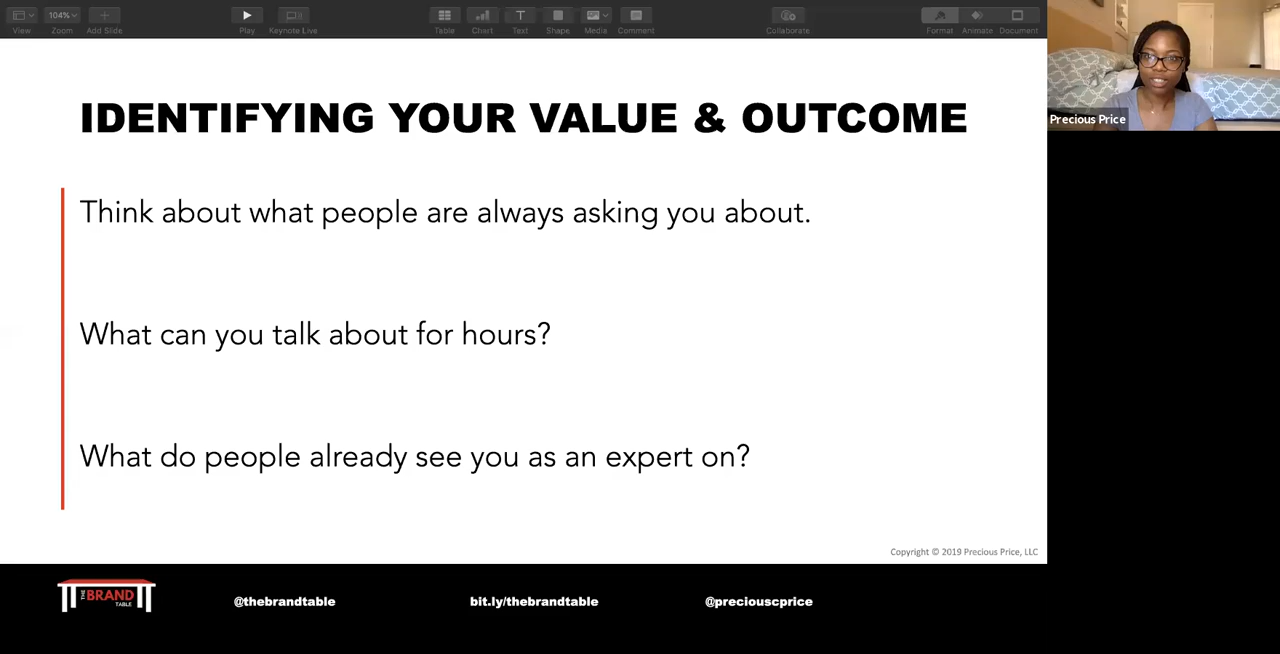 104%
View
Zoom
Add Slide
Play
Keynote Live
Table
Chart
Text
Shape
Media
Comment
Collaborate
Format
Animate
Document
IDENTIFYING YOUR VALUE & OUTCOME
Precious Price
Think about what people are always asking you about.
What can you talk about for hours?
What do people already see you as an expert on?
Copyright © 2019 Precious Price, LLC
THE BRAND TABLE
@thebrandtable
bit.ly/thebrandtable
@preciouscprice